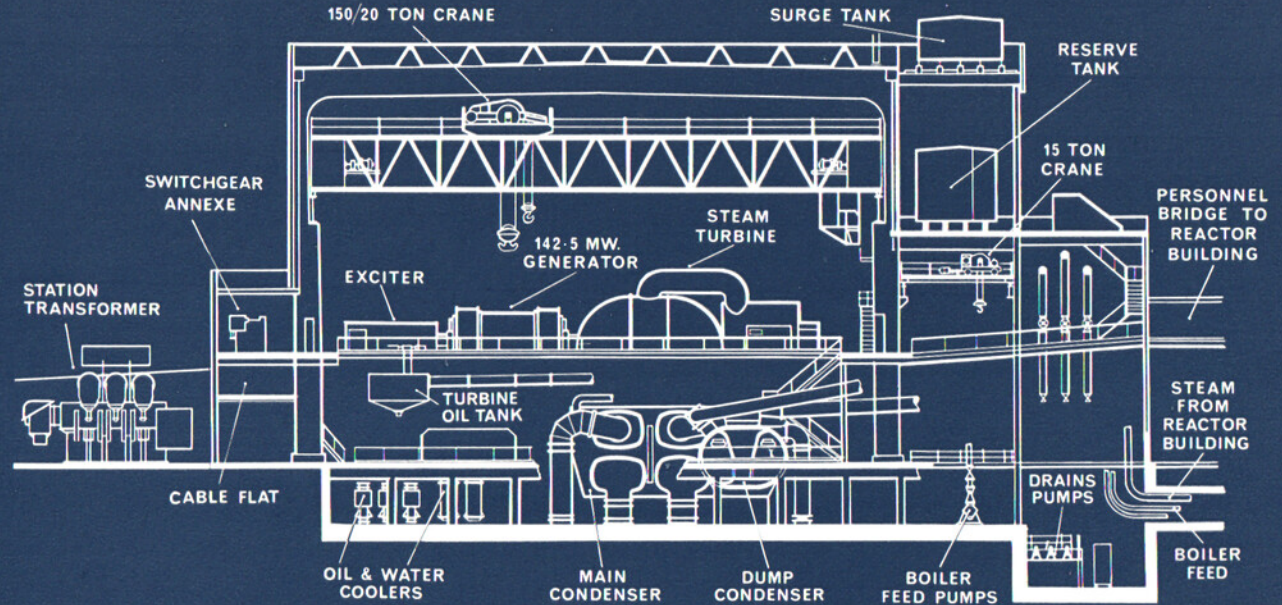 150/20 TON CRANE
SURGE TANK
RESERVE
TANK
15 TON
CRANE
SWITCHGEAR
ANNEXE
PERSONNEL
BRIDGE TO
REACTOR
BUILDING
STEAM
TURBINE
142·5 MW.
GENERATOR
EXCITER
STATION
TRANSFORMER
TURBINE
OIL TANK
STEAM
FROM
REACTOR
BUILDING
CABLE FLAT
DRAINS
PUMPS
OIL & WATER
COOLERS
MAIN
CONDENSER
DUMP
CONDENSER
BOILER
FEED PUMPS
BOILER
FEED